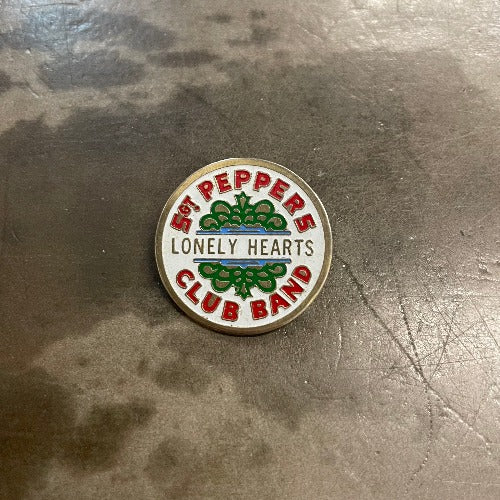 SGT PEPPERS
LONELY HEARTS
CLUB BAND